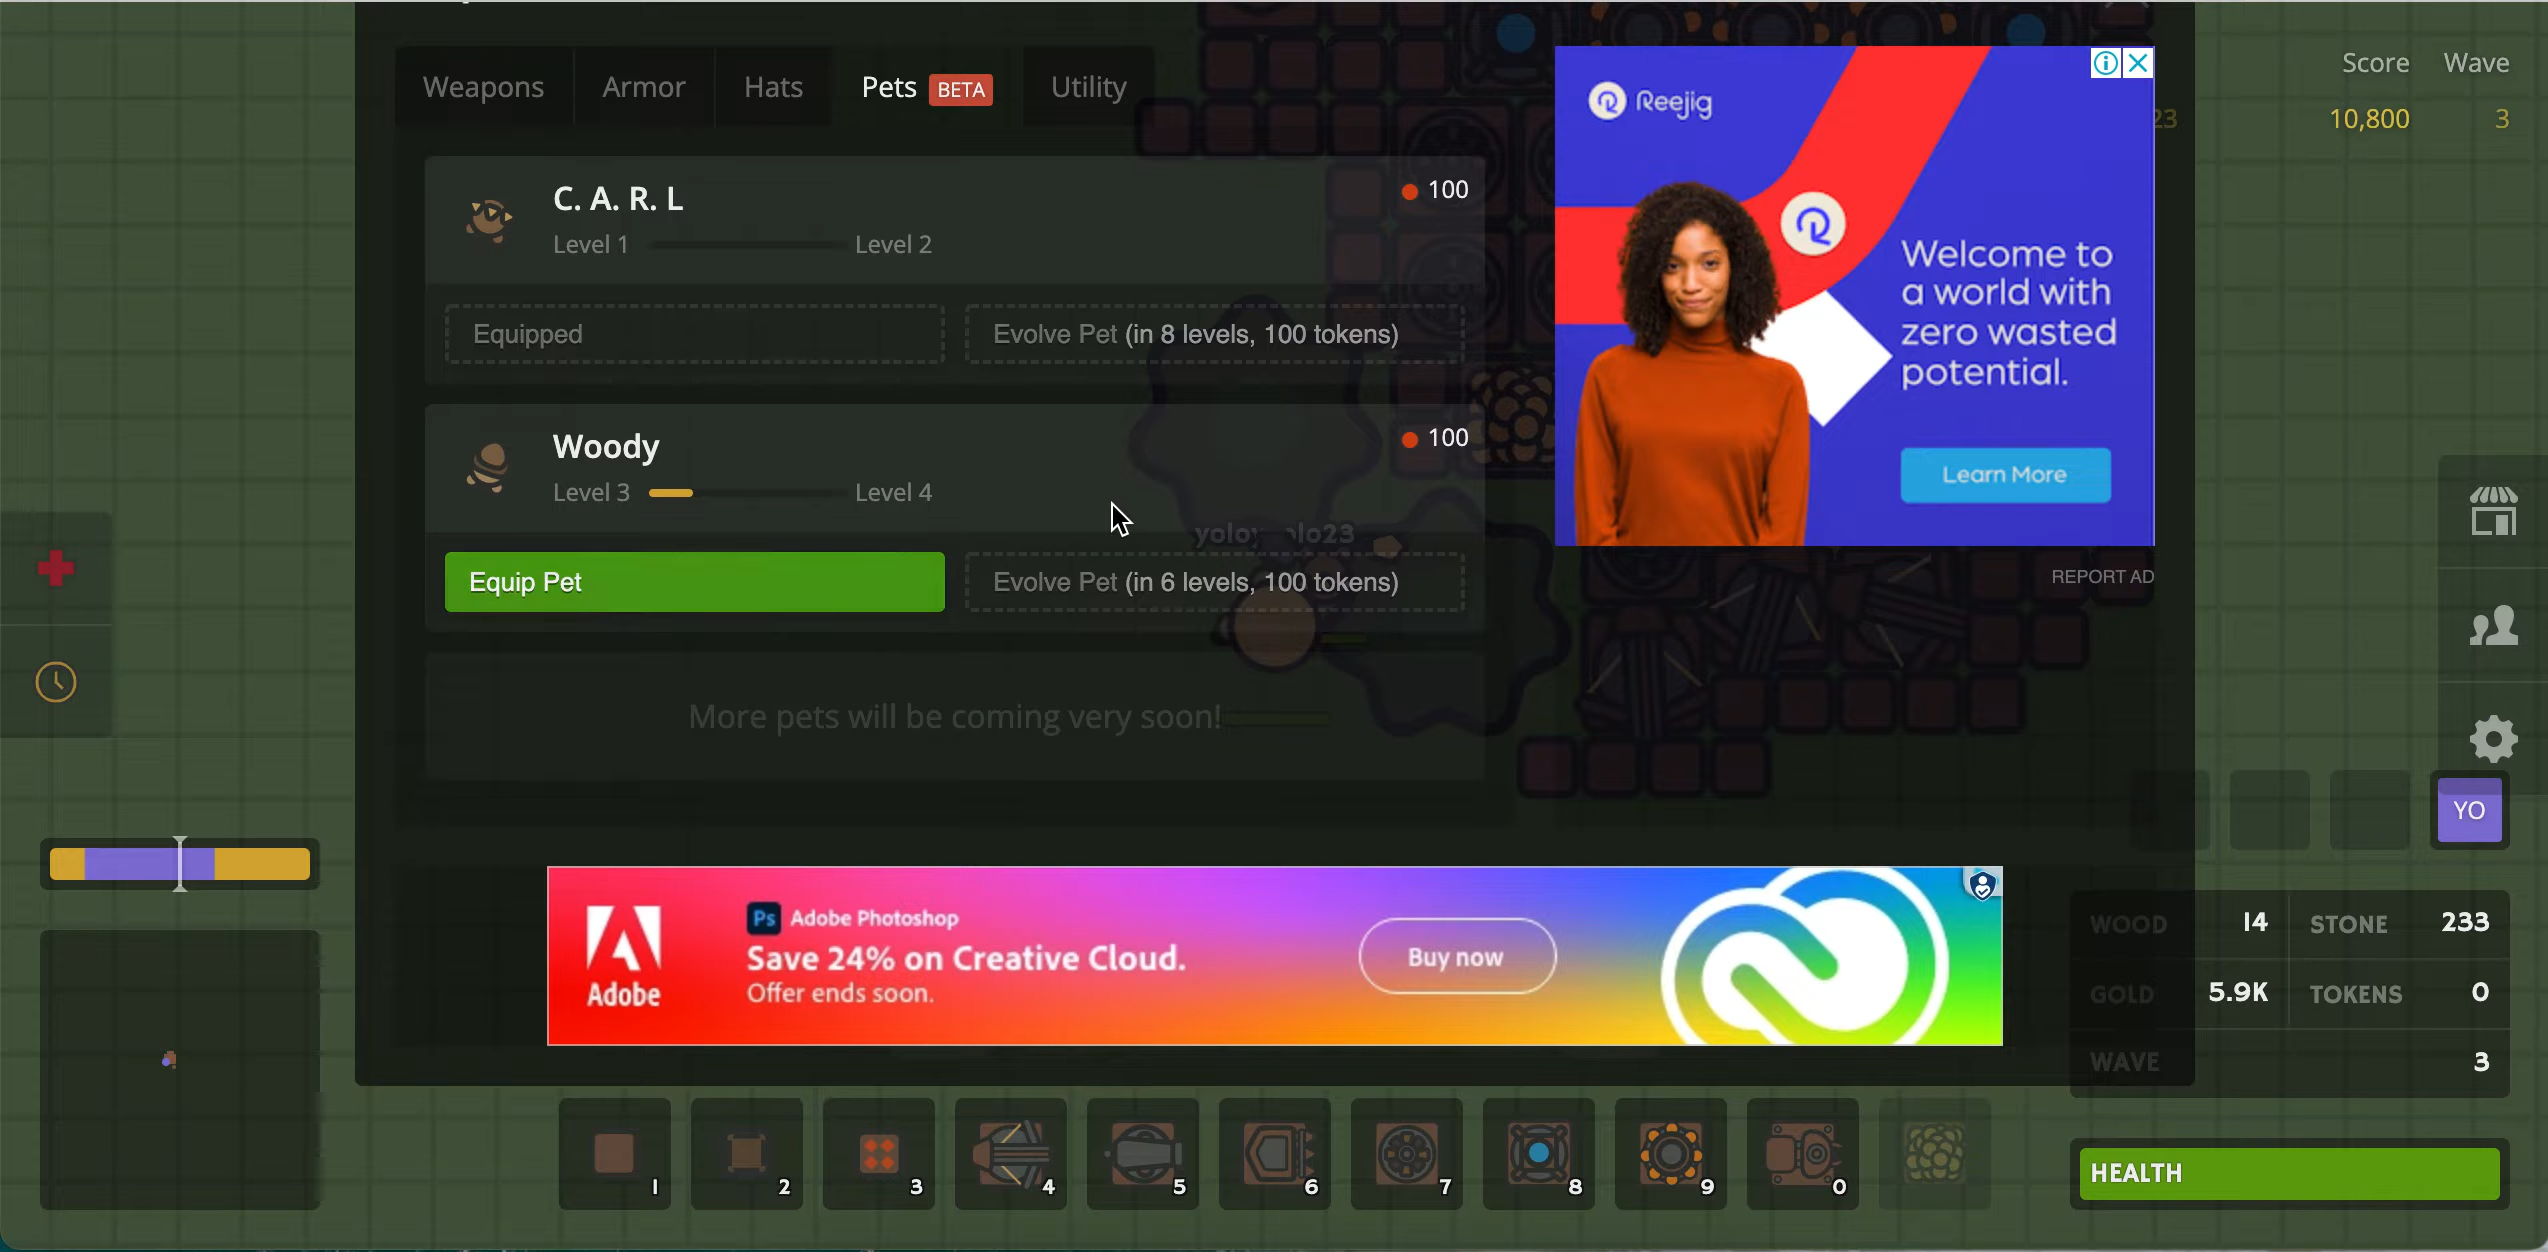 Weapons
Armor
Hats
Pets BETA
Utility
Score Wave
10,800 3
23
C. A. R. L
100
Level 1 Level 2
Equipped
Evolve Pet (in 8 levels, 100 tokens)
Woody
100
Level 3 Level 4
Equip Pet
Evolve Pet (in 6 levels, 100 tokens)
More pets will be coming very soon!
Reejig
Welcome to
a world with
zero wasted
potential.
Learn More
REPORT AD
YO
Adobe
Ps Adobe Photoshop
Save 24% on Creative Cloud.
Offer ends soon.
Buy now
WOOD 14 STONE 233
GOLD 5.9K TOKENS 0
WAVE 3
1 2 3 4 5 6 7 8 9 0
HEALTH